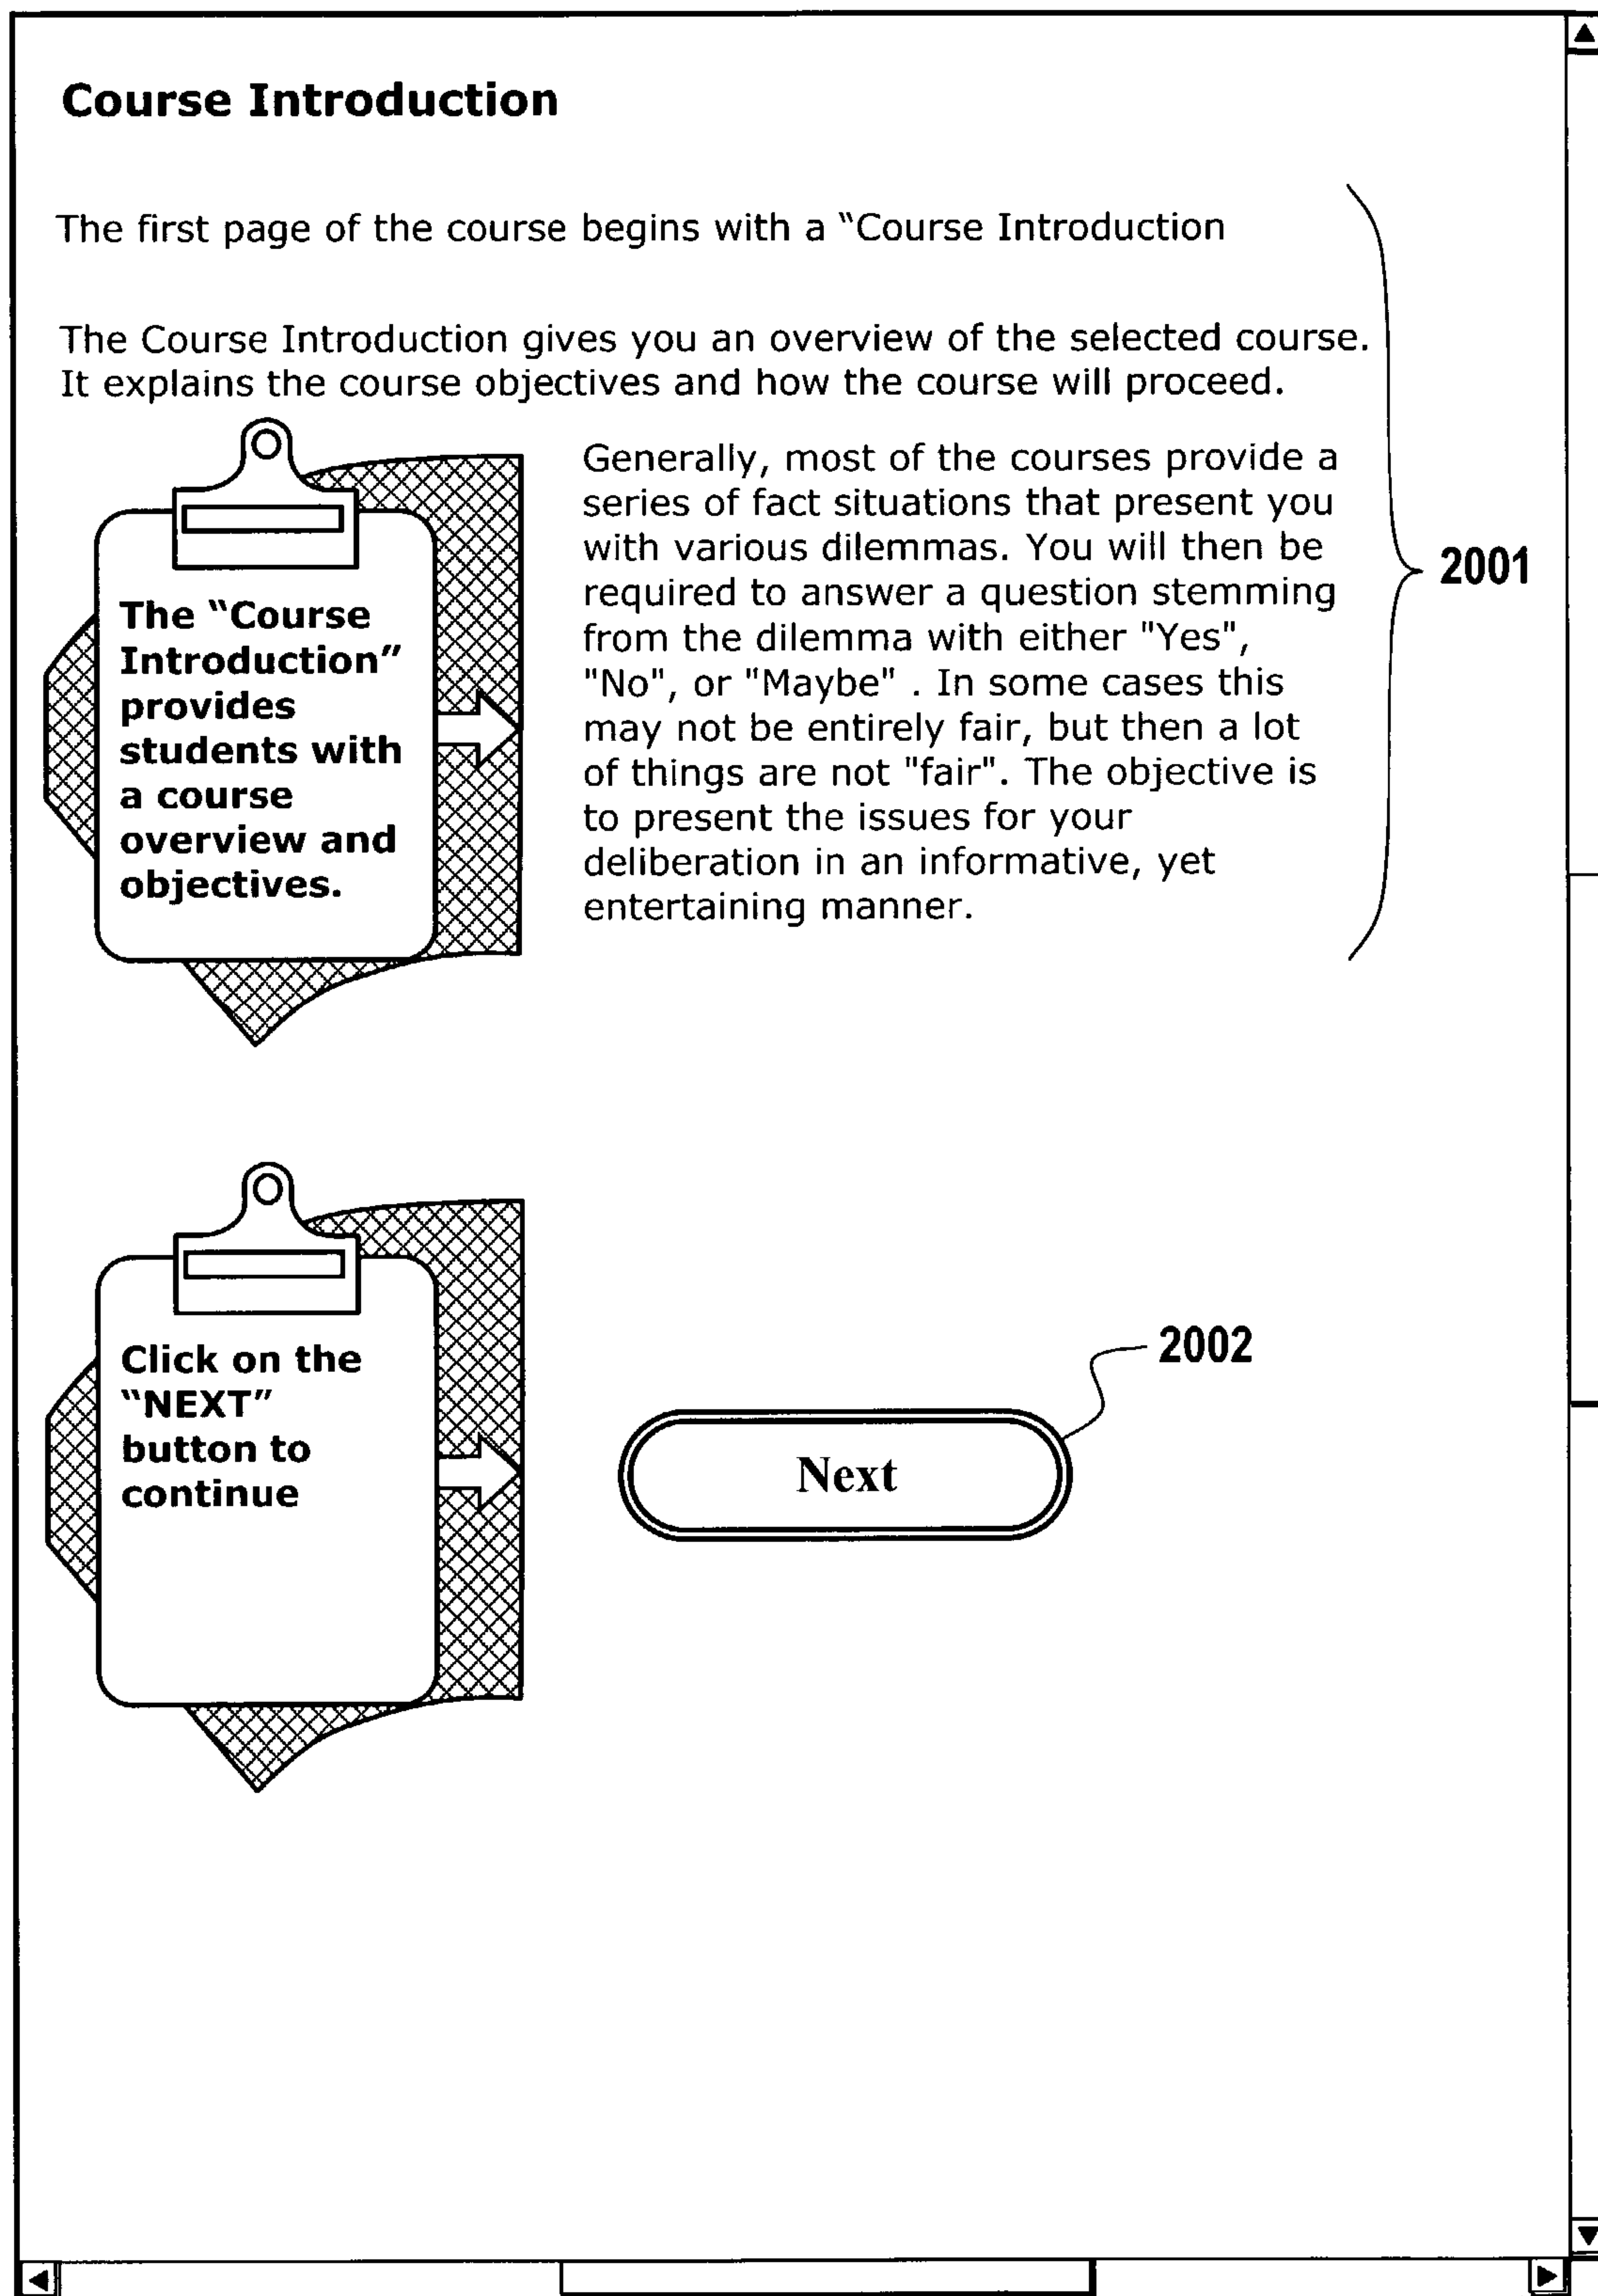 Course Introduction
The first page of the course begins with a “Course Introduction
The Course Introduction gives you an overview of the selected course.
It explains the course objectives and how the course will proceed.
The “Course
Introduction”
provides
students with
a course
overview and
objectives.
Generally, most of the courses provide a
series of fact situations that present you
with various dilemmas. You will then be
required to answer a question stemming
from the dilemma with either "Yes",
"No", or "Maybe" . In some cases this
may not be entirely fair, but then a lot
of things are not "fair". The objective is
to present the issues for your
deliberation in an informative, yet
entertaining manner.
2001
Click on the
“NEXT”
button to
continue
2002
Next